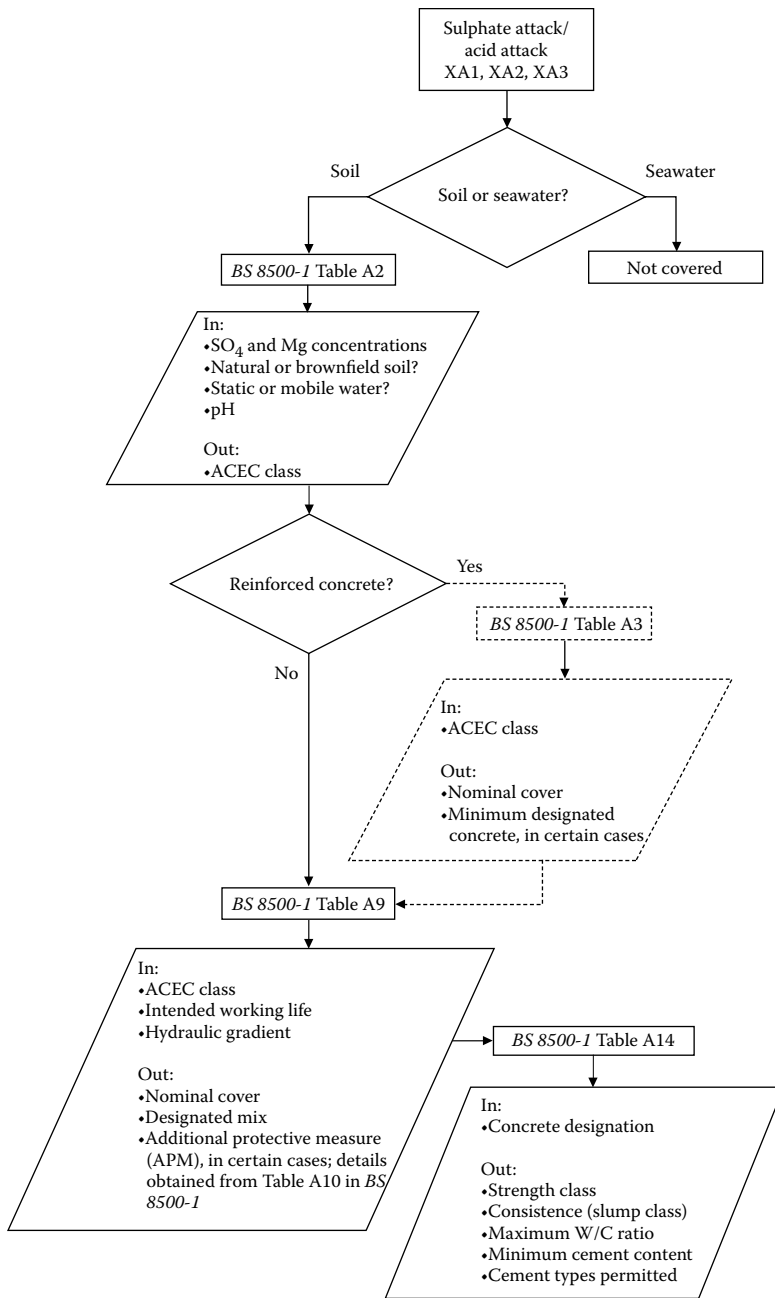 Sulphate attack/
acid attack
XA1, XA2, XA3
Soil
Seawater
Soil or seawater?
BS 8500-1 Table A2
Not covered
In:
•SO4 and Mg concentrations
•Natural or brownfield soil?
•Static or mobile water?
•pH
Out:
•ACEC class
Yes
Reinforced concrete?
BS 8500-1 Table A3
No
In:
•ACEC class
Out:
•Nominal cover
•Minimum designated
concrete, in certain cases
BS 8500-1 Table A9
In:
•ACEC class
•Intended working life
•Hydraulic gradient
Out:
•Nominal cover
•Designated mix
•Additional protective measure
(APM), in certain cases; details
obtained from Table A10 in BS
8500-1
BS 8500-1 Table A14
In:
•Concrete designation
Out:
•Strength class
•Consistence (slump class)
•Maximum W/C ratio
•Minimum cement content
•Cement types permitted